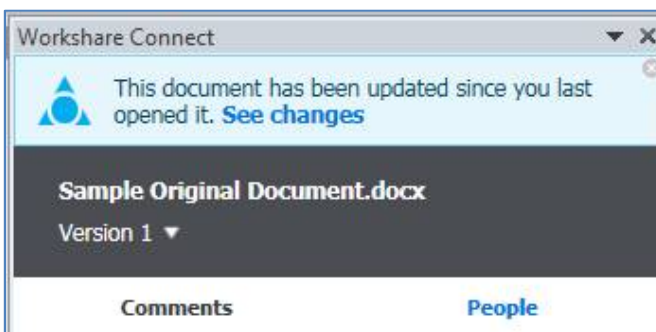 Workshare Connect
This document has been updated since you last
opened it. See changes
Sample Original Document.docx
Version 1
Comments People